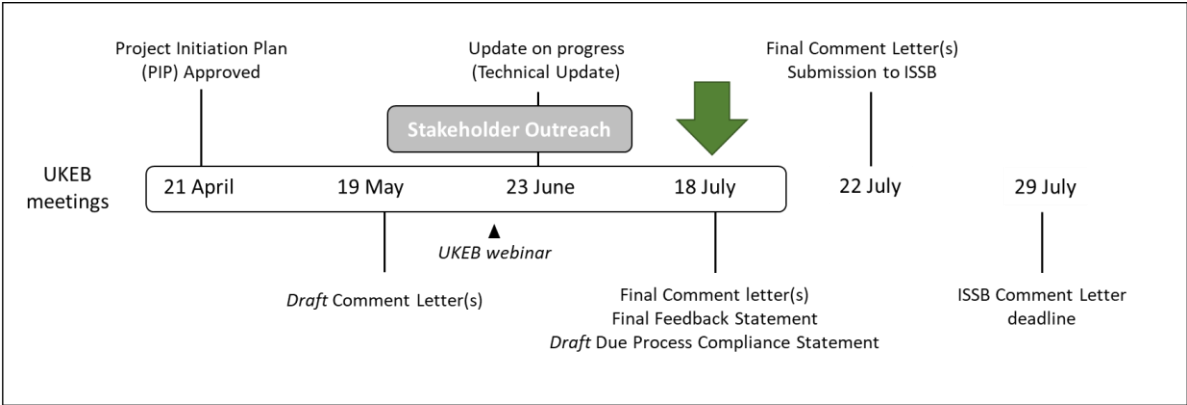 Project Initiation Plan
(PIP) Approved
Update on progress
(Technical Update)
Final Comment Letter(s)
Submission to ISSB
Stakeholder Outreach
UKEB
meetings
21 April
19 May
23 June
18 July
22 July
29 July
UKEB webinar
Draft Comment Letter(s)
Final Comment letter(s)
Final Feedback Statement
Draft Due Process Compliance Statement
ISSB Comment Letter
deadline